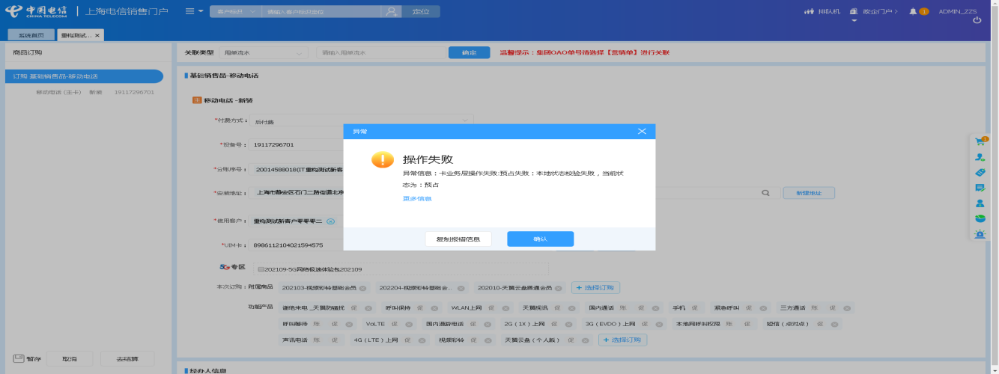 中国电信 CHINA TELECOM 上海电信销售门户 客户标识 请输入客户标识定位 定位 排队机 政企门户 1 ADMIN_ZZS
系统首页 重构测试... ×
商品订购 关联类型 甩单流水 请输入甩单流水 确定 温馨提示：集团OAO单号请选择【营销单】进行关联
订购 基础销售品-移动电话
移动电话 (主卡) 新装 19117296701
基础销售品-移动电话
主 移动电话 - 新装
*付费方式： 后付费
*设备号： 19117296701
*分账序号： 20014598018(IT重构测试新客
*安装地址： 上海市静安区石门二路街道北京
新建地址
*使用客户： 重构测试新客户零零零二
*UIM卡： 8986112104021594575
异常
操作失败
异常信息：卡业务层操作失败:预占失败：本地状态校验失败，当前状
态为：预占
更多信息
复制报错信息 确认
5G 专区 202109-5G网络极速体验包202109
本次订购： 附属商品 202103-视频彩铃基础会员 202204-视频彩铃基础会... 202010-天翼云盘普通会员 + 选择订购
功能产品 谢绝来电_天翼防骚扰 促 呼叫保持 促 WLAN上网 促 天翼视讯 促 国内通话 账 促 手机 促 紧急呼叫 促 三方通话 账 促
呼叫等待 账 促 VoLTE 促 国内漫游电话 促 2G（1X）上网 促 3G（EVDO）上网 促 本地网呼叫权限 账 促 短信（点对点） 促
声讯电话 账 促 4G（LTE）上网 促 视频彩铃 促 天翼云盘（个人版） 促 + 选择订购
暂存 取消 去结算
经办人信息
1